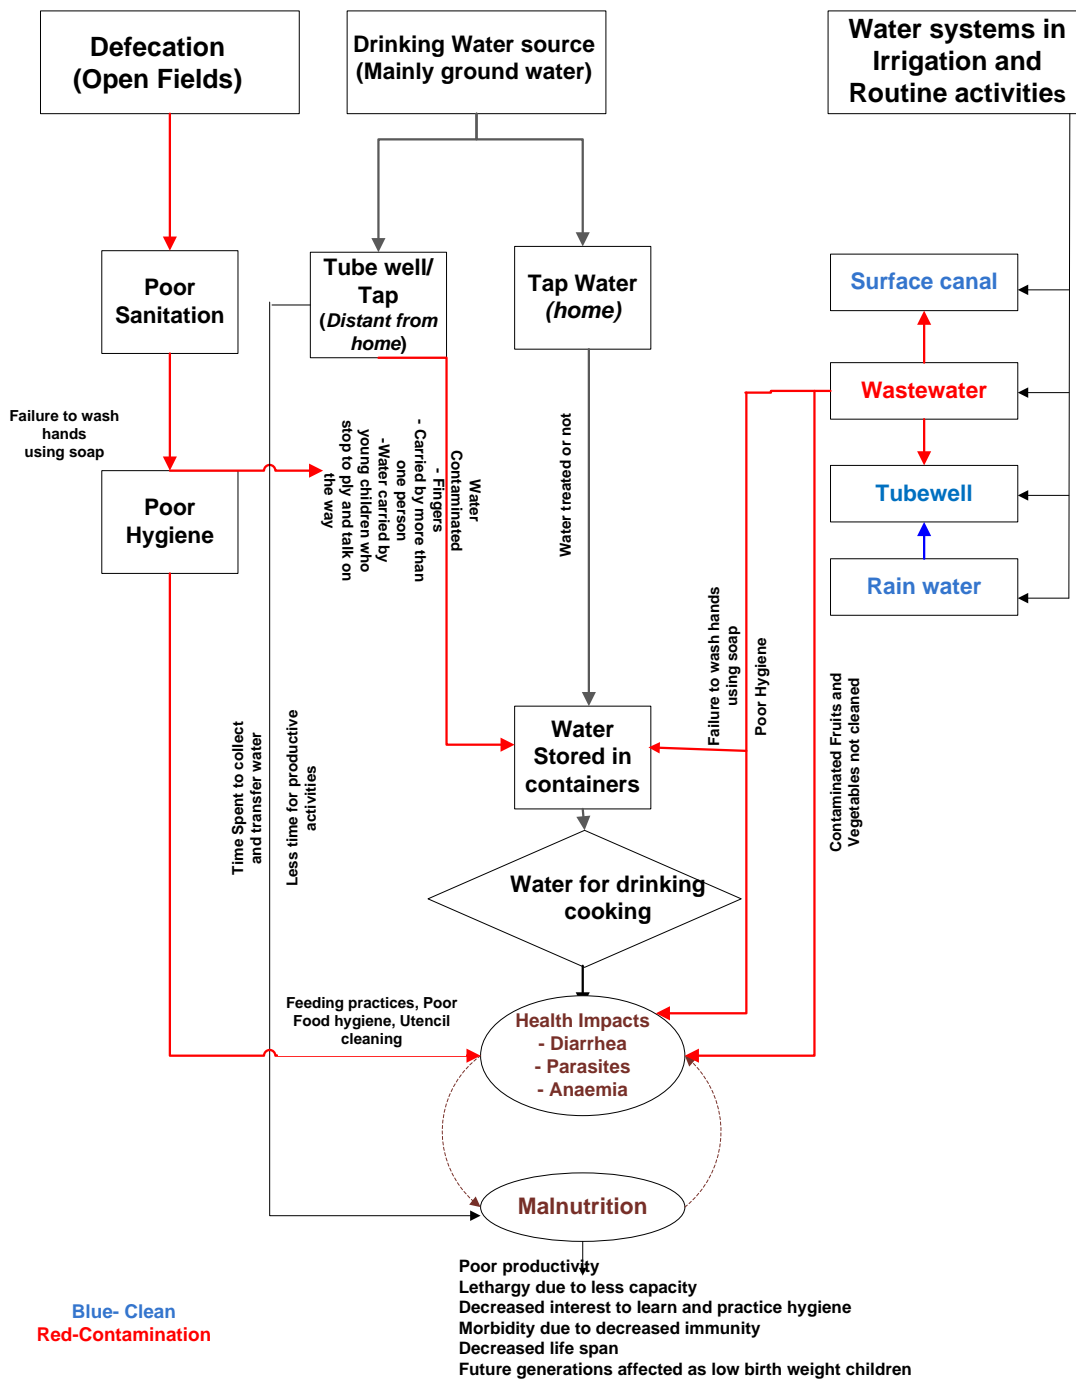 Defecation
(Open Fields)
Drinking Water source
(Mainly ground water)
Water systems in
Irrigation and
Routine activities
Poor
Sanitation
Tube well/
Tap
(Distant from
home)
Tap Water
(home)
Surface canal
Wastewater
Tubewell
Rain water
Failure to wash
hands
using soap
Poor
Hygiene
Water
Contaminated
- Fingers
- Carried by more than
one person
-Water carried by
young children who
stop to ply and talk on
the way
Water treated or not
Failure to wash hands
using soap
Poor Hygiene
Contaminated Fruits and
Vegetables not cleaned
Time Spent to collect
and transfer water
Less time for productive
activities
Water
Stored in
containers
Water for drinking
cooking
Feeding practices, Poor
Food hygiene, Utencil
cleaning
Health Impacts
- Diarrhea
- Parasites
- Anaemia
Malnutrition
Poor productivity
Lethargy due to less capacity
Decreased interest to learn and practice hygiene
Morbidity due to decreased immunity
Decreased life span
Future generations affected as low birth weight children
Blue- Clean
Red-Contamination